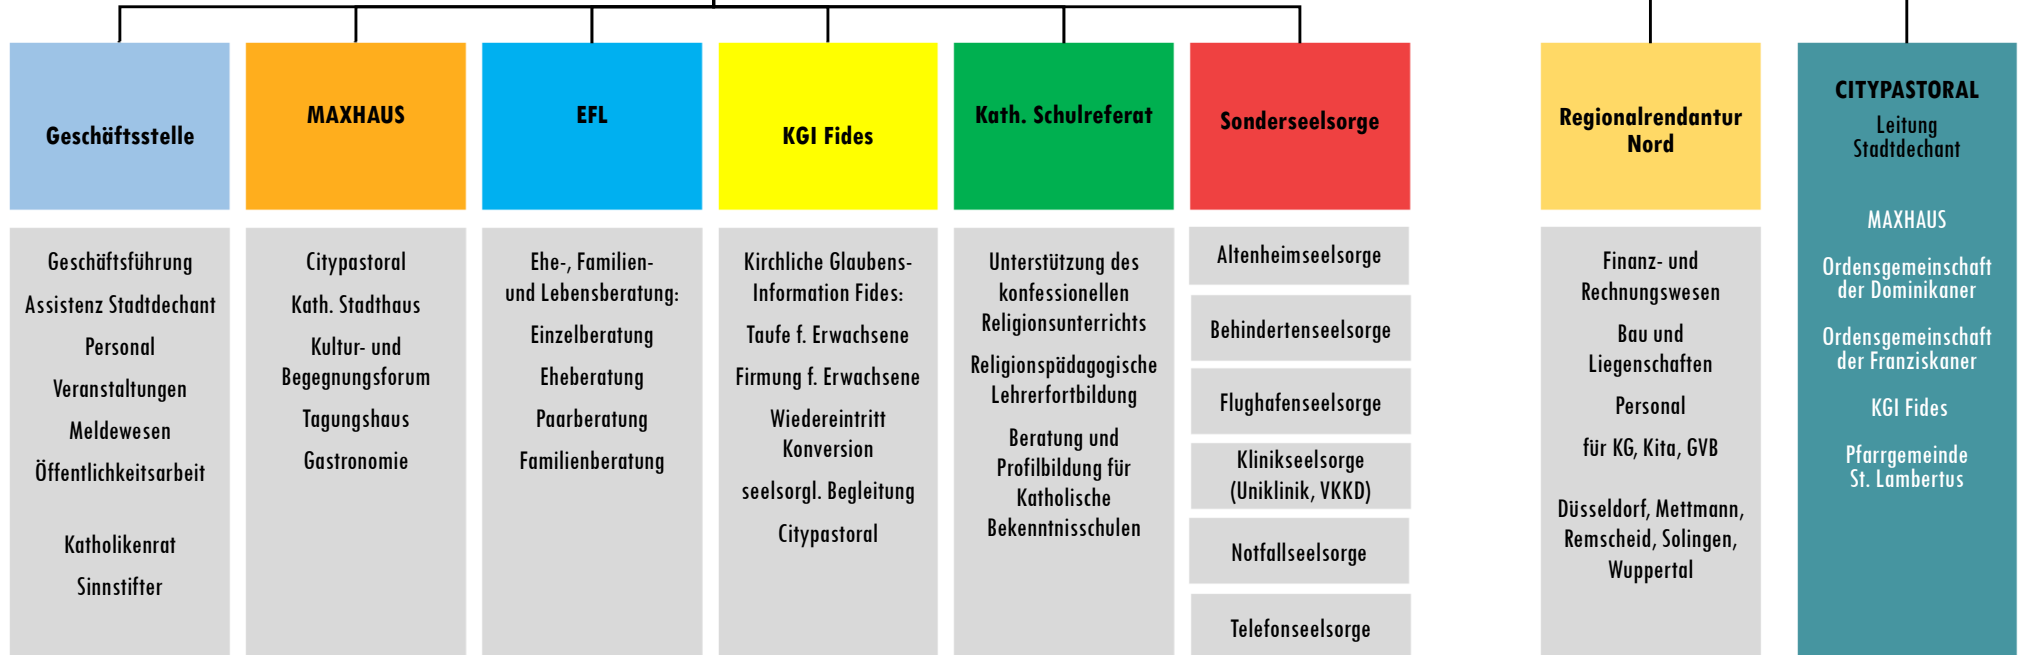 Geschäftsstelle
Geschäftsführung
Assistenz Stadtdechant
Personal
Veranstaltungen
Meldewesen
Öffentlichkeitsarbeit
Katholikenrat
Sinnstifter
MAXHAUS
Citypastoral
Kath. Stadthaus
Kultur- und
Begegnungsforum
Tagungshaus
Gastronomie
EFL
Ehe-, Familien-
und Lebensberatung:
Einzelberatung
Eheberatung
Paarberatung
Familienberatung
KGI Fides
Kirchliche Glaubens-
Information Fides:
Taufe f. Erwachsene
Firmung f. Erwachsene
Wiedereintritt
Konversion
seelsorgl. Begleitung
Citypastoral
Kath. Schulreferat
Unterstützung des
konfessionellen
Religionsunterrichts
Religionspädagogische
Lehrerfortbildung
Beratung und
Profilbildung für
Katholische
Bekenntnisschulen
Sonderseelsorge
Altenheimseelsorge
Behindertenseelsorge
Flughafenseelsorge
Klinikseelsorge
(Uniklinik, VKKD)
Notfallseelsorge
Telefonseelsorge
Regionalrendantur
Nord
Finanz- und
Rechnungswesen
Bau und
Liegenschaften
Personal
für KG, Kita, GVB
Düsseldorf, Mettmann,
Remscheid, Solingen,
Wuppertal
CITYPASTORAL
Leitung
Stadtdechant
MAXHAUS
Ordensgemeinschaft
der Dominikaner
Ordensgemeinschaft
der Franziskaner
KGI Fides
Pfarrgemeinde
St. Lambertus